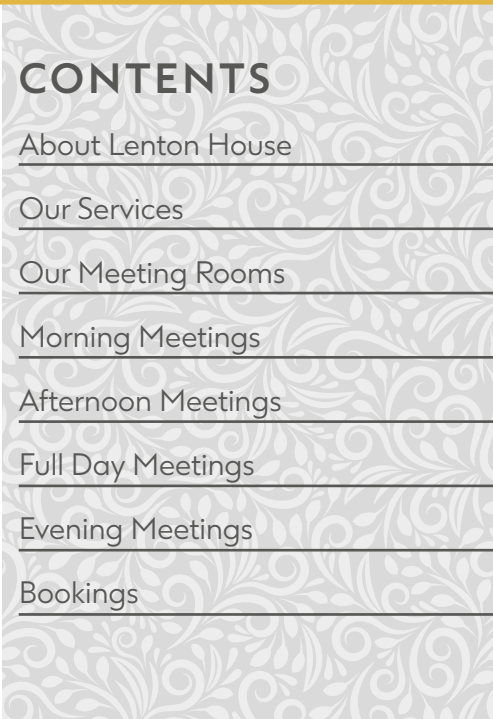 CONTENTS
About Lenton House
Our Services
Our Meeting Rooms
Morning Meetings
Afternoon Meetings
Full Day Meetings
Evening Meetings
Bookings